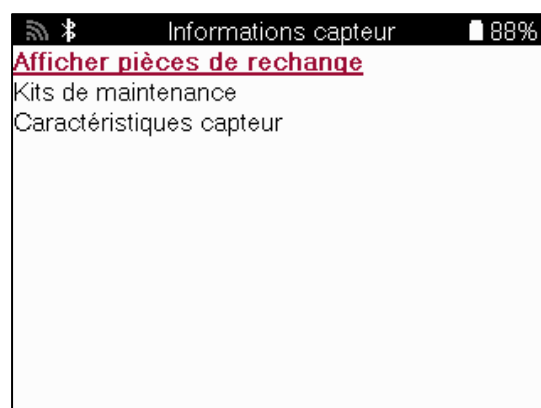 Informations capteur 88%
Afficher pièces de rechange
Kits de maintenance
Caractéristiques capteur